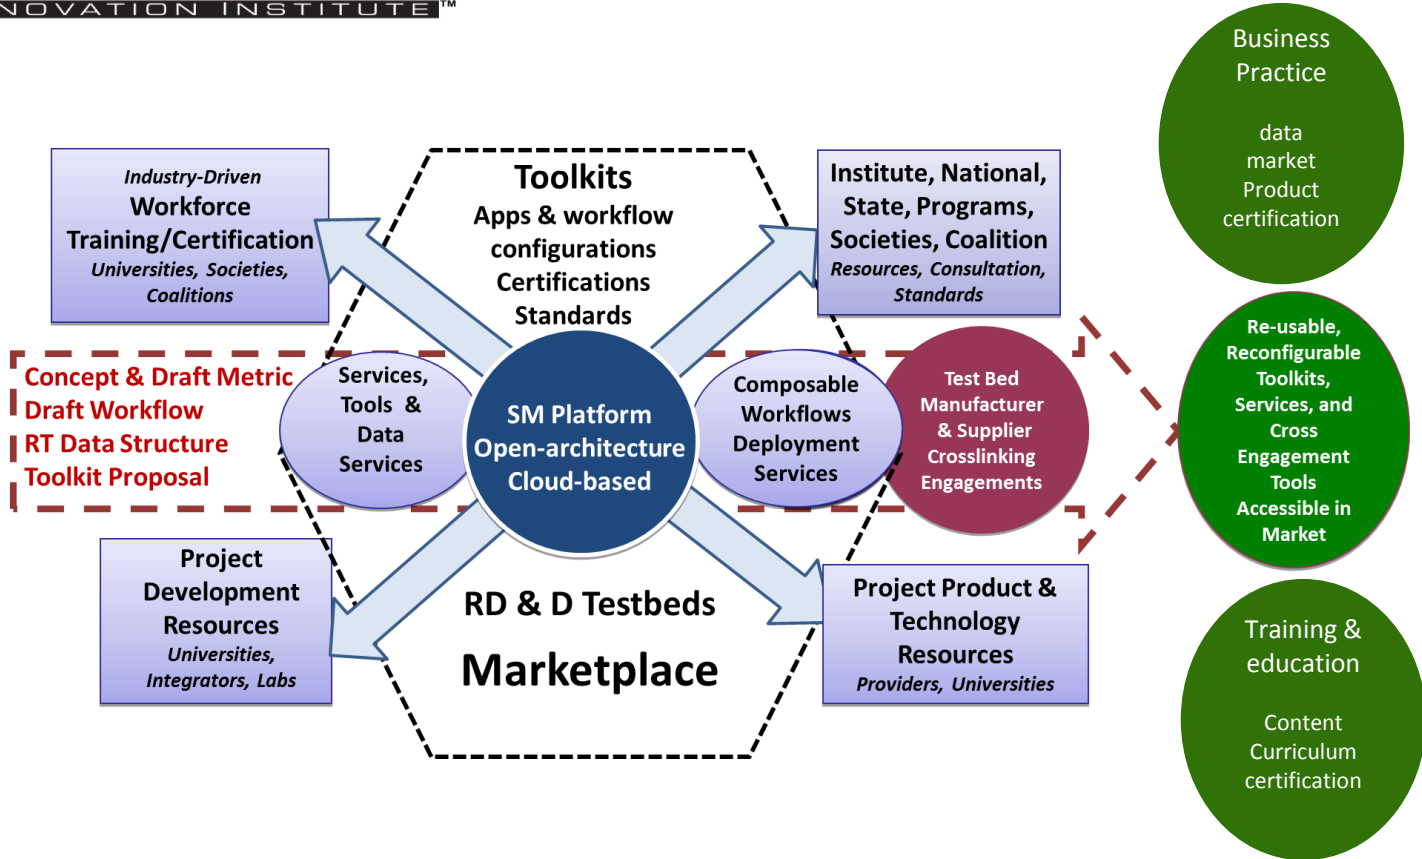 NOVATION INSTITUTE™
Business
Practice
data
market
Product
certification
Industry-Driven
Workforce
Training/Certification
Universities, Societies,
Coalitions
Toolkits
Apps & workflow
configurations
Certifications
Standards
Institute, National,
State, Programs,
Societies, Coalition
Resources, Consultation,
Standards
Concept & Draft Metric
Draft Workflow
RT Data Structure
Toolkit Proposal
Services,
Tools &
Data
Services
SM Platform
Open-architecture
Cloud-based
Composable
Workflows
Deployment
Services
Test Bed
Manufacturer
& Supplier
Crosslinking
Engagements
Re-usable,
Reconfigurable
Toolkits,
Services, and
Cross
Engagement
Tools
Accessible in
Market
Project
Development
Resources
Universities,
Integrators, Labs
RD & D Testbeds
Marketplace
Project Product &
Technology
Resources
Providers, Universities
Training &
education
Content
Curriculum
certification